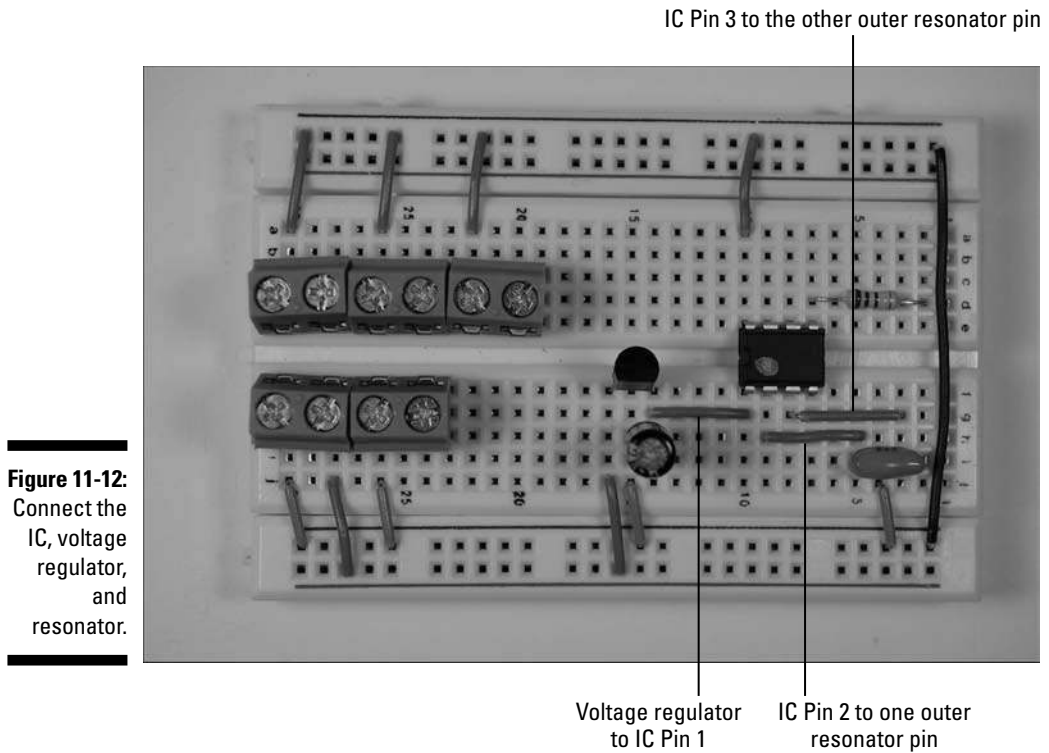 IC Pin 3 to the other outer resonator pin
a
b
c
d
e
25
20
15
5
a
b
c
d
e
f
g
h
i
j
25
20
10
5
Figure 11-12:
Connect the
IC, voltage
regulator,
and
resonator.
Voltage regulator
to IC Pin 1
IC Pin 2 to one outer
resonator pin